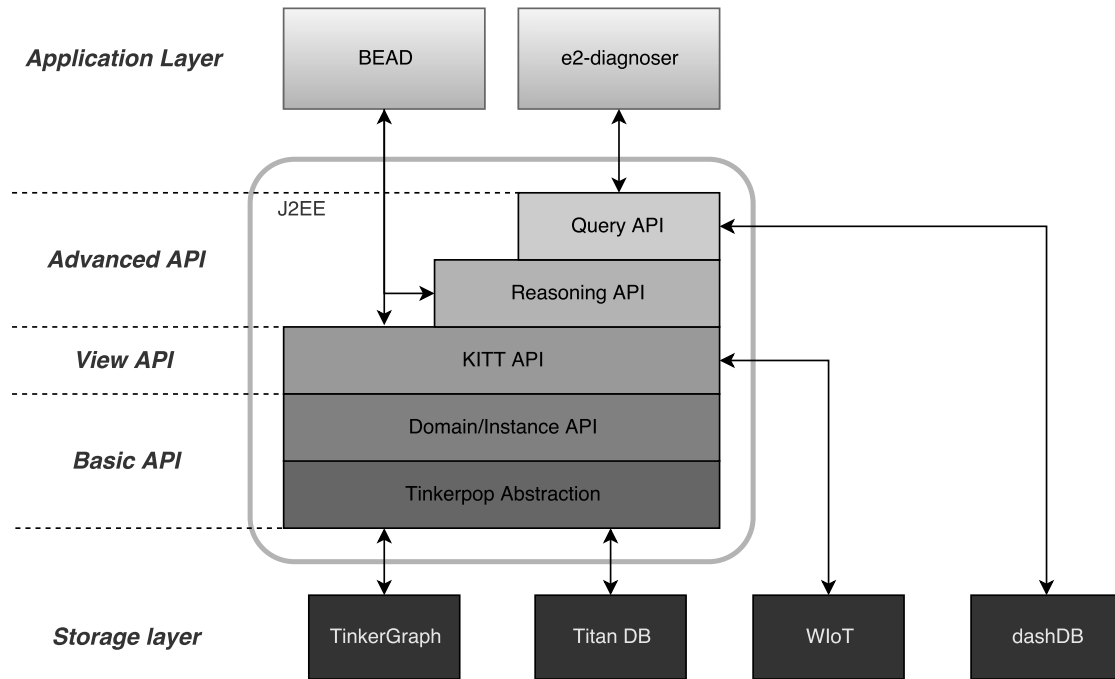 Application Layer
BEAD
e2-diagnoser
J2EE
Query API
Advanced API
Reasoning API
View API
KITT API
Domain/Instance API
Basic API
Tinkerpop Abstraction
Storage layer
TinkerGraph
Titan DB
WIoT
dashDB